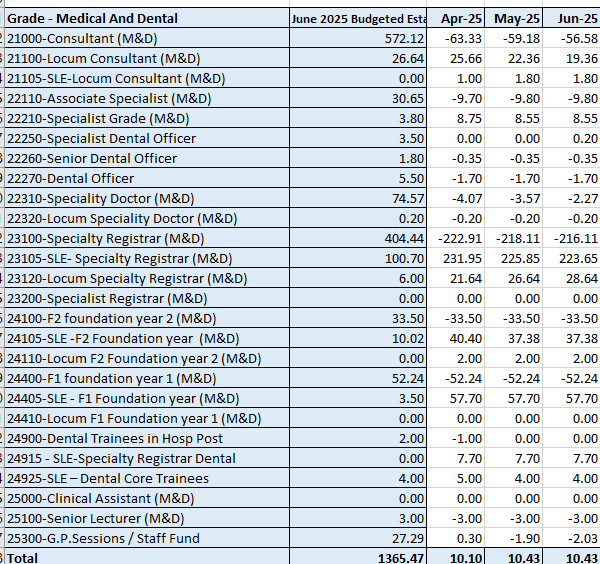 Grade - Medical And Dental June 2025 Budgeted Esta Apr-25 May-25 Jun-25
21000-Consultant (M&D) 572.12 -63.33 -59.18 -56.58
21100-Locum Consultant (M&D) 26.64 25.66 22.36 19.36
21105-SLE-Locum Consultant (M&D) 0.00 1.00 1.80 1.80
22110-Associate Specialist (M&D) 30.65 -9.70 -9.80 -9.80
22210-Specialist Grade (M&D) 3.80 8.75 8.55 8.55
22250-Specialist Dental Officer 3.50 0.00 0.00 0.20
22260-Senior Dental Officer 1.80 -0.35 -0.35 -0.35
22270-Dental Officer 5.50 -1.70 -1.70 -1.70
22310-Speciality Doctor (M&D) 74.57 -4.07 -3.57 -2.27
22320-Locum Speciality Doctor (M&D) 0.20 -0.20 -0.20 -0.20
23100-Specialty Registrar (M&D) 404.44 -222.91 -218.11 -216.11
23105-SLE- Specialty Registrar (M&D) 100.70 231.95 225.85 223.65
23120-Locum Specialty Registrar (M&D) 6.00 21.64 26.64 28.64
23200-Specialist Registrar (M&D) 0.00 0.00 0.00 0.00
24100-F2 foundation year 2 (M&D) 33.50 -33.50 -33.50 -33.50
24105-SLE -F2 Foundation year  (M&D) 10.02 40.40 37.38 37.38
24110-Locum F2 Foundation year 2 (M&D) 0.00 2.00 2.00 2.00
24400-F1 foundation year 1 (M&D) 52.24 -52.24 -52.24 -52.24
24405-SLE - F1 Foundation year (M&D) 3.50 57.70 57.70 57.70
24410-Locum F1 Foundation year 1 (M&D) 0.00 0.00 0.00 0.00
24900-Dental Trainees in Hosp Post 2.00 -1.00 0.00 0.00
24915 - SLE-Specialty Registrar Dental 0.00 7.70 7.70 7.70
24925-SLE – Dental Core Trainees 4.00 5.00 4.00 4.00
25000-Clinical Assistant (M&D) 0.00 0.00 0.00 0.00
25100-Senior Lecturer (M&D) 3.00 -3.00 -3.00 -3.00
25300-G.P.Sessions / Staff Fund 27.29 0.30 -1.90 -2.03
Total 1365.47 10.10 10.43 10.43